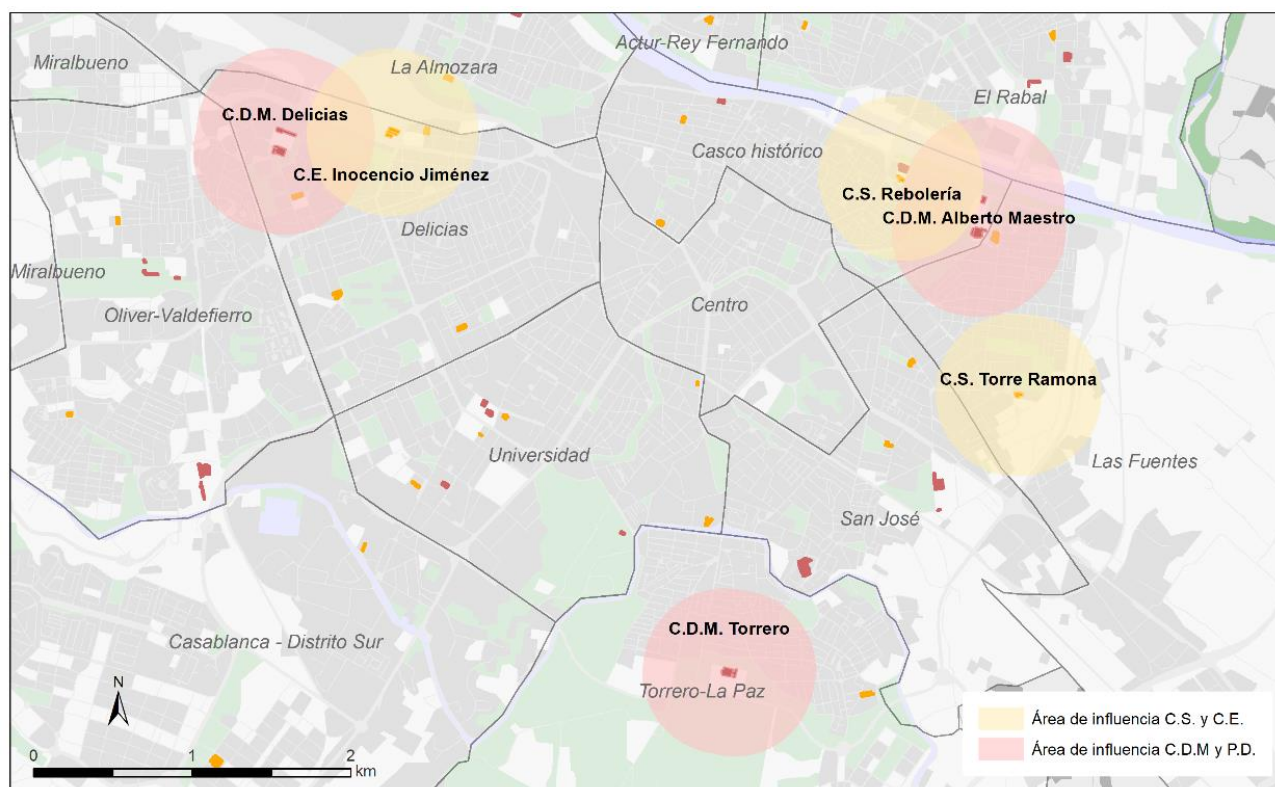 Actur-Rey Fernando
Miralbueno
La Almozara
El Rabal
C.D.M. Delicias
Casco histórico
C.E. Inocencio Jiménez
C.S. Rebolería
C.D.M. Alberto Maestro
Delicias
Miralbueno
Centro
Oliver-Valdefierro
C.S. Torre Ramona
Universidad
Las Fuentes
San José
C.D.M. Torrero
Casablanca - Distrito Sur
Torrero-La Paz
N
Área de influencia C.S. y C.E.
Área de influencia C.D.M y P.D.
0 1 2
km